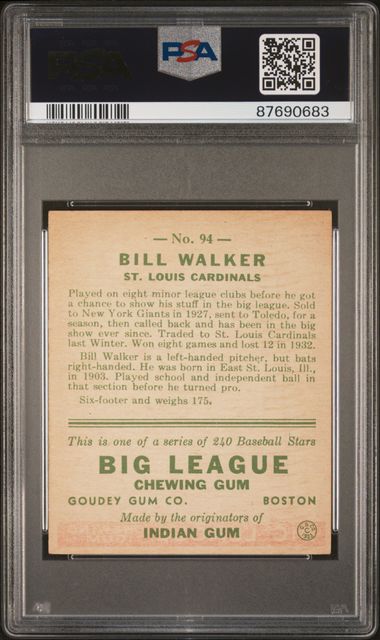 PSA
PSA
87690683
— No. 94 —
BILL WALKER
ST. LOUIS CARDINALS
Played on eight minor league clubs before he got
a chance to show his stuff in the big league. Sold
to New York Giants in 1927, sent to Toledo, for a
season, then called back and has been in the big
show ever since. Traded to St. Louis Cardinals
last Winter. Won eight games and lost 12 in 1932.
Bill Walker is a left-handed pitcher, but bats
right-handed. He was born in East St. Louis, Ill.,
in 1903. Played school and independent ball in
that section before he turned pro.
Six-footer and weighs 175.
This is one of a series of 240 Baseball Stars
BIG LEAGUE
CHEWING GUM
GOUDEY GUM CO. BOSTON
Made by the originators of
INDIAN GUM